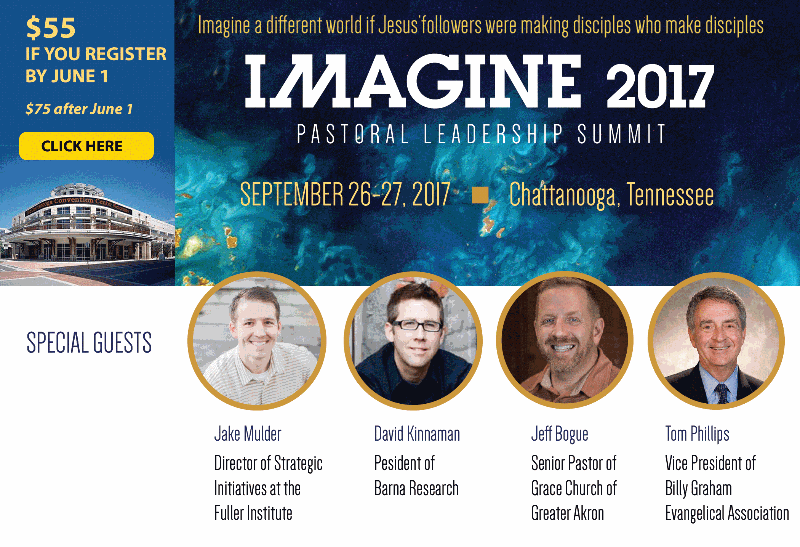 $55
IF YOU REGISTER
BY JUNE 1
$75 after June 1
CLICK HERE
Imagine a different world if Jesus' followers were making disciples who make disciples
IMAGINE 2017
PASTORAL LEADERSHIP SUMMIT
SEPTEMBER 26-27, 2017 ■ Chattanooga, Tennessee
Convention
SPECIAL GUESTS
Jake Mulder
Director of Strategic
Initiatives at the
Fuller Institute
David Kinnaman
Pesident of
Barna Research
Jeff Bogue
Senior Pastor of
Grace Church of
Greater Akron
Tom Phillips
Vice President of
Billy Graham
Evangelical Association